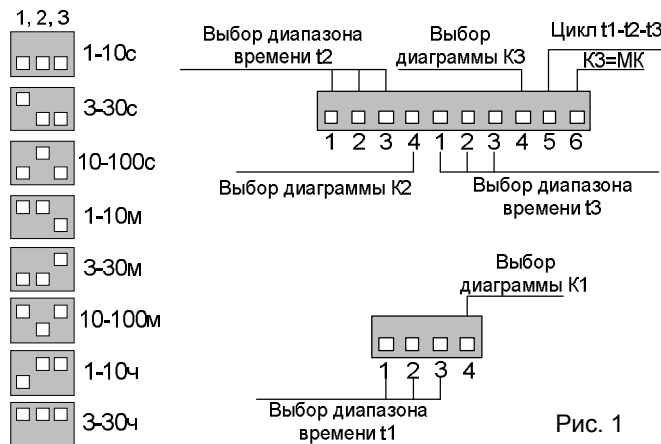 1, 2, 3
1-10с
3-30с
10-100с
1-10м
3-30м
10-100м
1-10ч
3-30ч
Выбор диапазона
времени t2
Выбор
диаграммы К3
Цикл t1-t2-t3
К3=МК
1 2 3 4 1 2 3 4 5 6
Выбор диаграммы К2
Выбор диапазона
времени t3
Выбор
диаграммы К1
1 2 3 4
Выбор диапазона
времени t1
Рис. 1